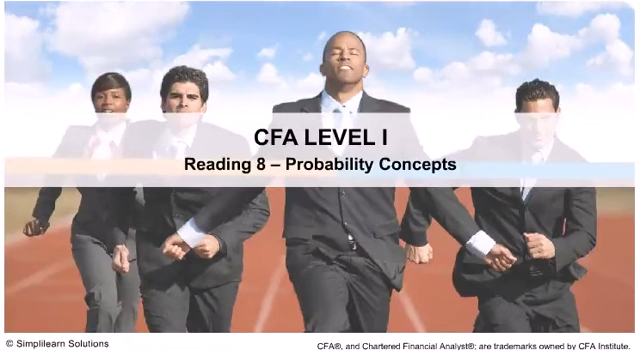 CFA LEVEL I
Reading 8 – Probability Concepts
© Simplilearn Solutions
CFA®, and Chartered Financial Analyst®; are trademarks owned by CFA Institute.